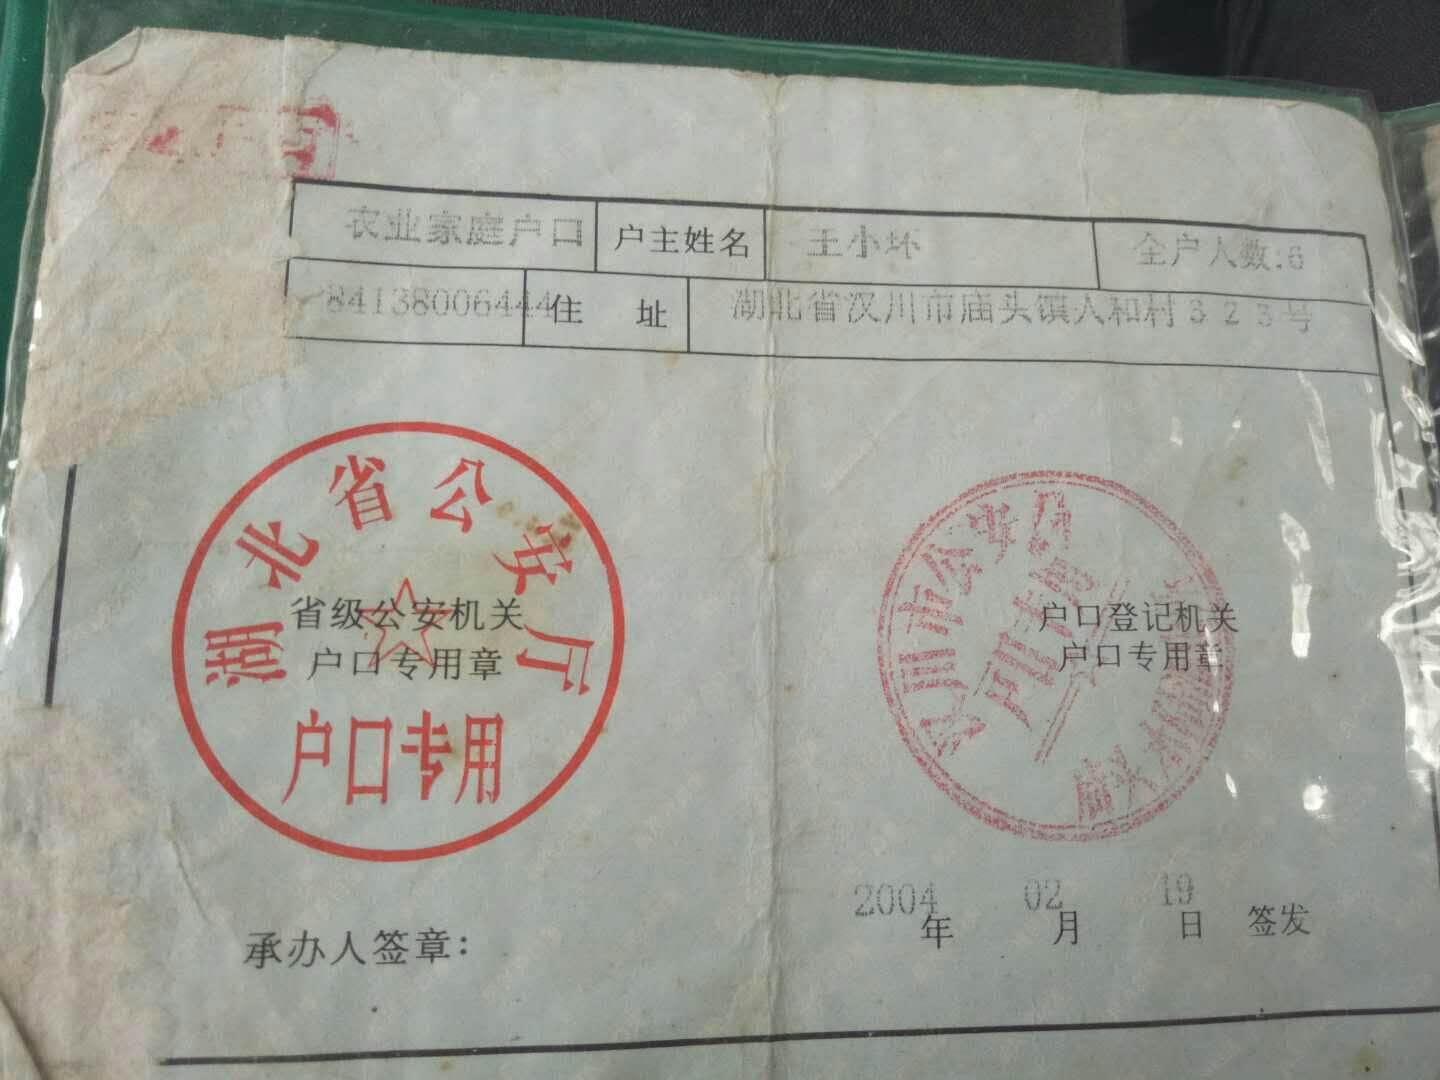 农业家庭户口 户主姓名 王小环 全户人数:6
84138006444 住 址 湖北省汉川市庙头镇人和村323号
湖北省公安厅
省级公安机关
户口专用章
户口专用
汉川市公安局
户口登记机关
户口专用章
2004 年 02 月 19 日 签发
承办人签章: